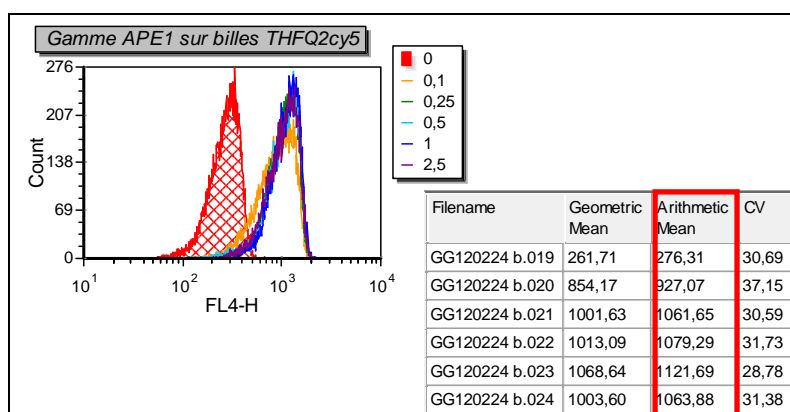 Gamme APE1 sur billes THFQ2cy5
276
207
138
69
0
Count
10^1 10^2 10^3 10^4
FL4-H
0
0,1
0,25
0,5
1
2,5
Filename Geometric Mean Arithmetic Mean CV
GG120224 b.019 261,71 276,31 30,69
GG120224 b.020 854,17 927,07 37,15
GG120224 b.021 1001,63 1061,65 30,59
GG120224 b.022 1013,09 1079,29 31,73
GG120224 b.023 1068,64 1121,69 28,78
GG120224 b.024 1003,60 1063,88 31,38